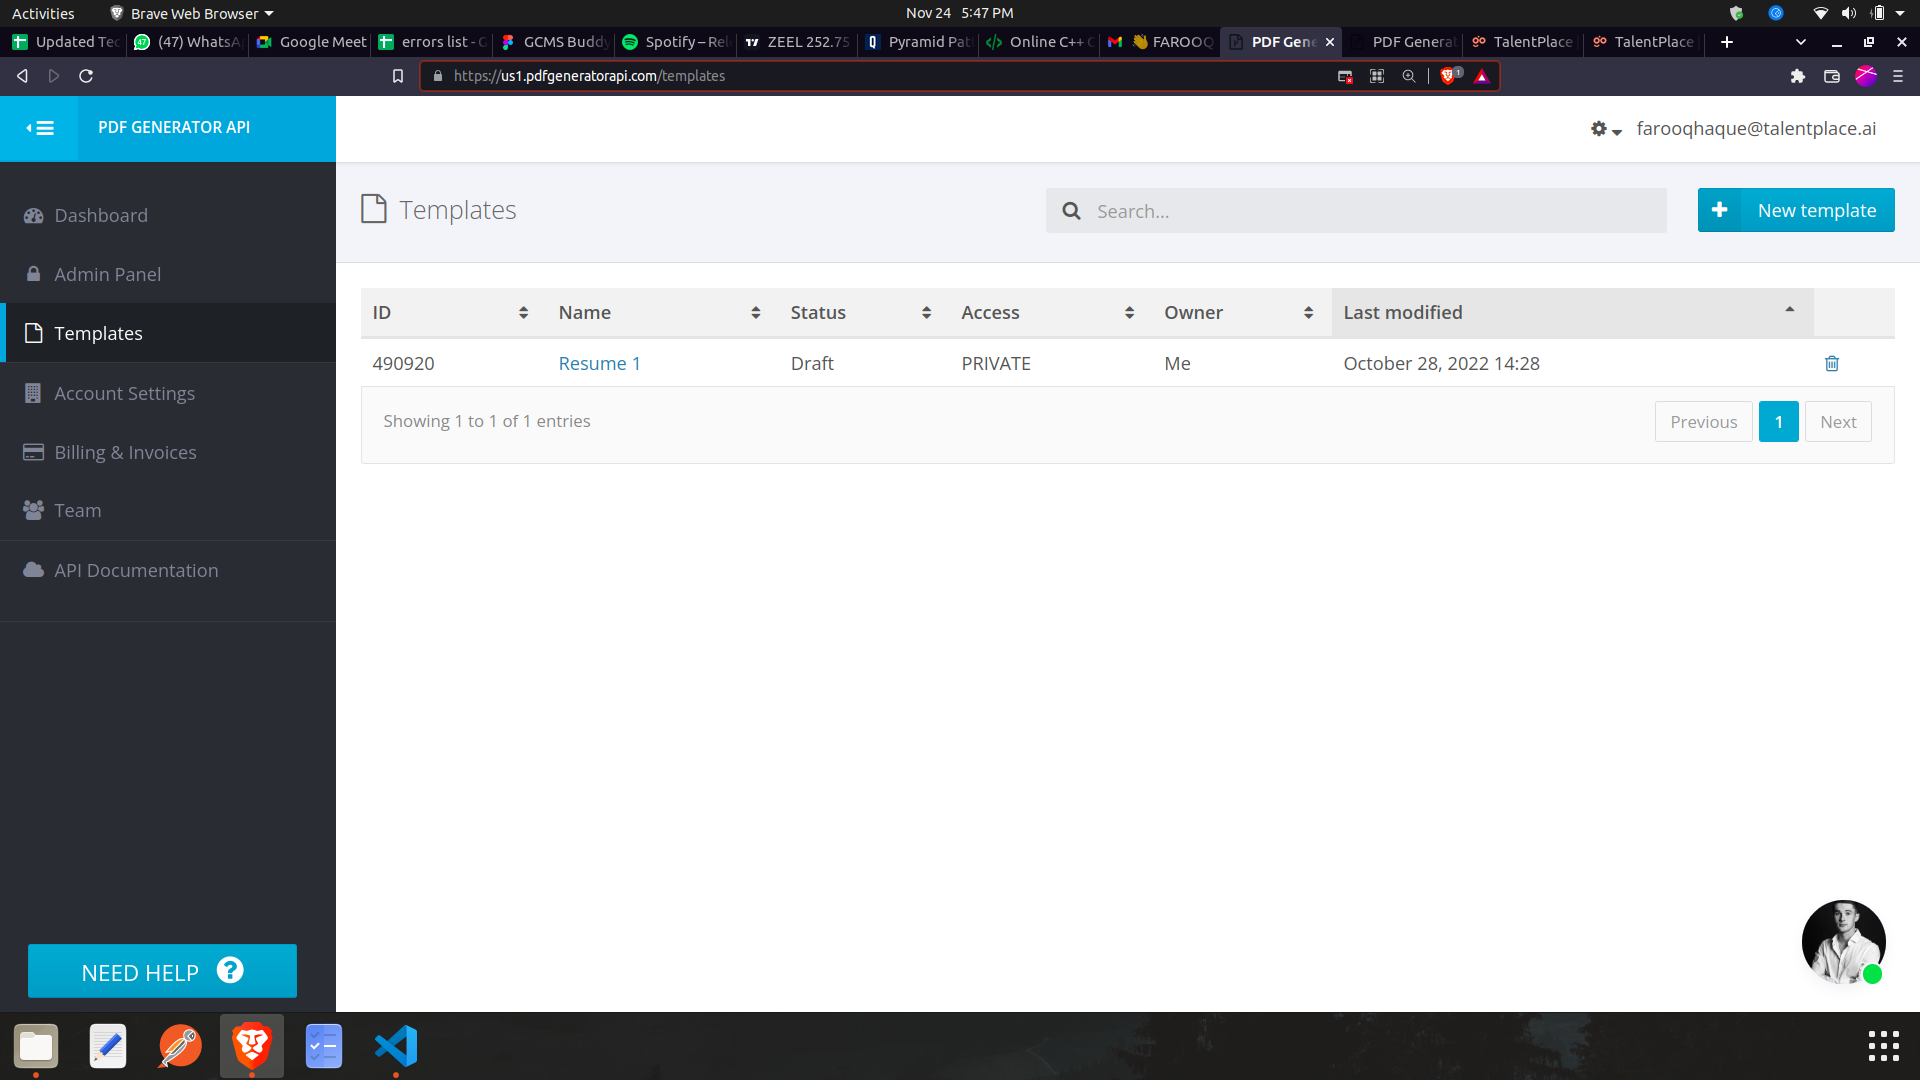 Activities Brave Web Browser Nov 24 5:47 PM
Updated Tec (47) WhatsA Google Meet errors list - G GCMS Buddy Spotify – Rel ZEEL 252.75 Pyramid Pat Online C++ C FAROOQ PDF Gene PDF Generat TalentPlace TalentPlace
https://us1.pdfgeneratorapi.com/templates 1
PDF GENERATOR API farooqhaque@talentplace.ai
Dashboard
Admin Panel
Templates
Account Settings
Billing & Invoices
Team
API Documentation
NEED HELP ?
Templates Search... New template
ID Name Status Access Owner Last modified
490920 Resume 1 Draft PRIVATE Me October 28, 2022 14:28
Showing 1 to 1 of 1 entries Previous 1 Next